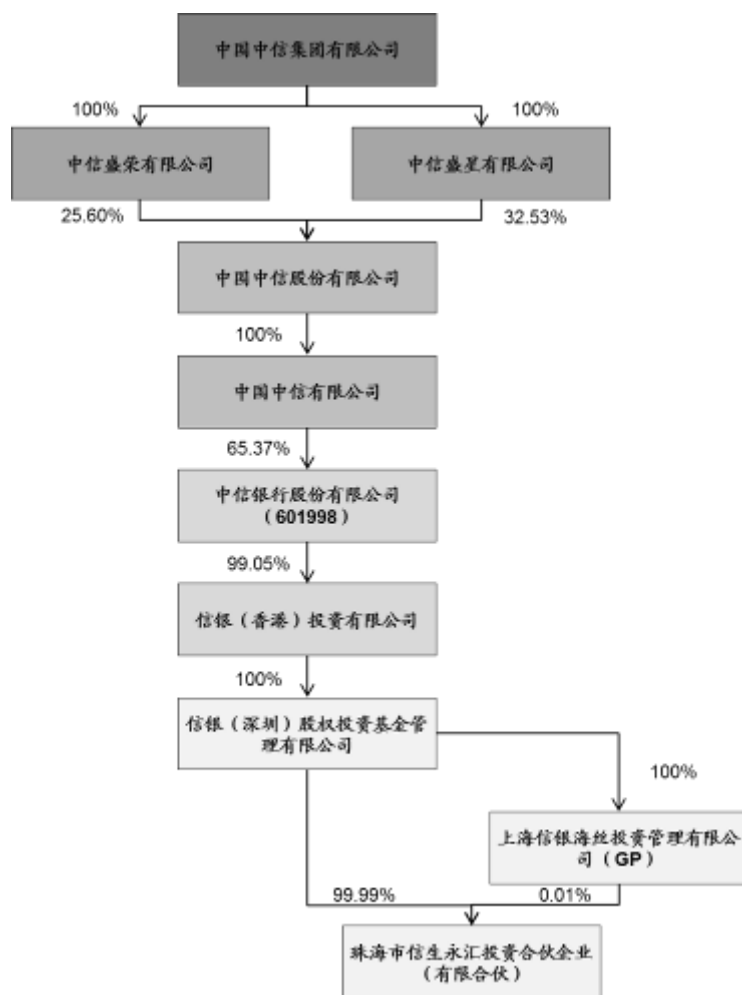 中国中信集团有限公司
100%
100%
中信盛荣有限公司
中信盛星有限公司
25.60%
32.53%
中国中信股份有限公司
100%
中国中信有限公司
65.37%
中信银行股份有限公司
（601998）
99.05%
信银（香港）投资有限公司
100%
信银（深圳）股权投资基金管
理有限公司
100%
上海信银海丝投资管理有限公
司（GP）
99.99%
0.01%
珠海市信生永汇投资合伙企业
（有限合伙）